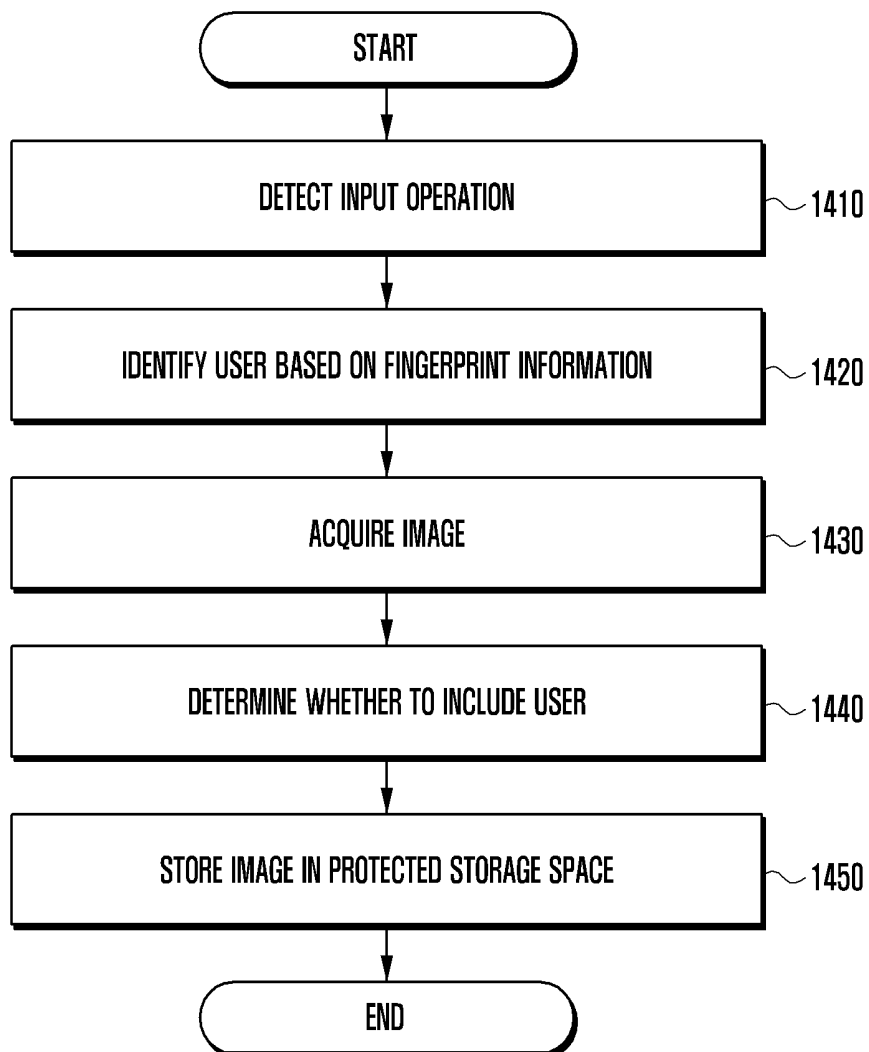 START
DETECT INPUT OPERATION
1410
IDENTIFY USER BASED ON FINGERPRINT INFORMATION
1420
ACQUIRE IMAGE
1430
DETERMINE WHETHER TO INCLUDE USER
1440
STORE IMAGE IN PROTECTED STORAGE SPACE
1450
END